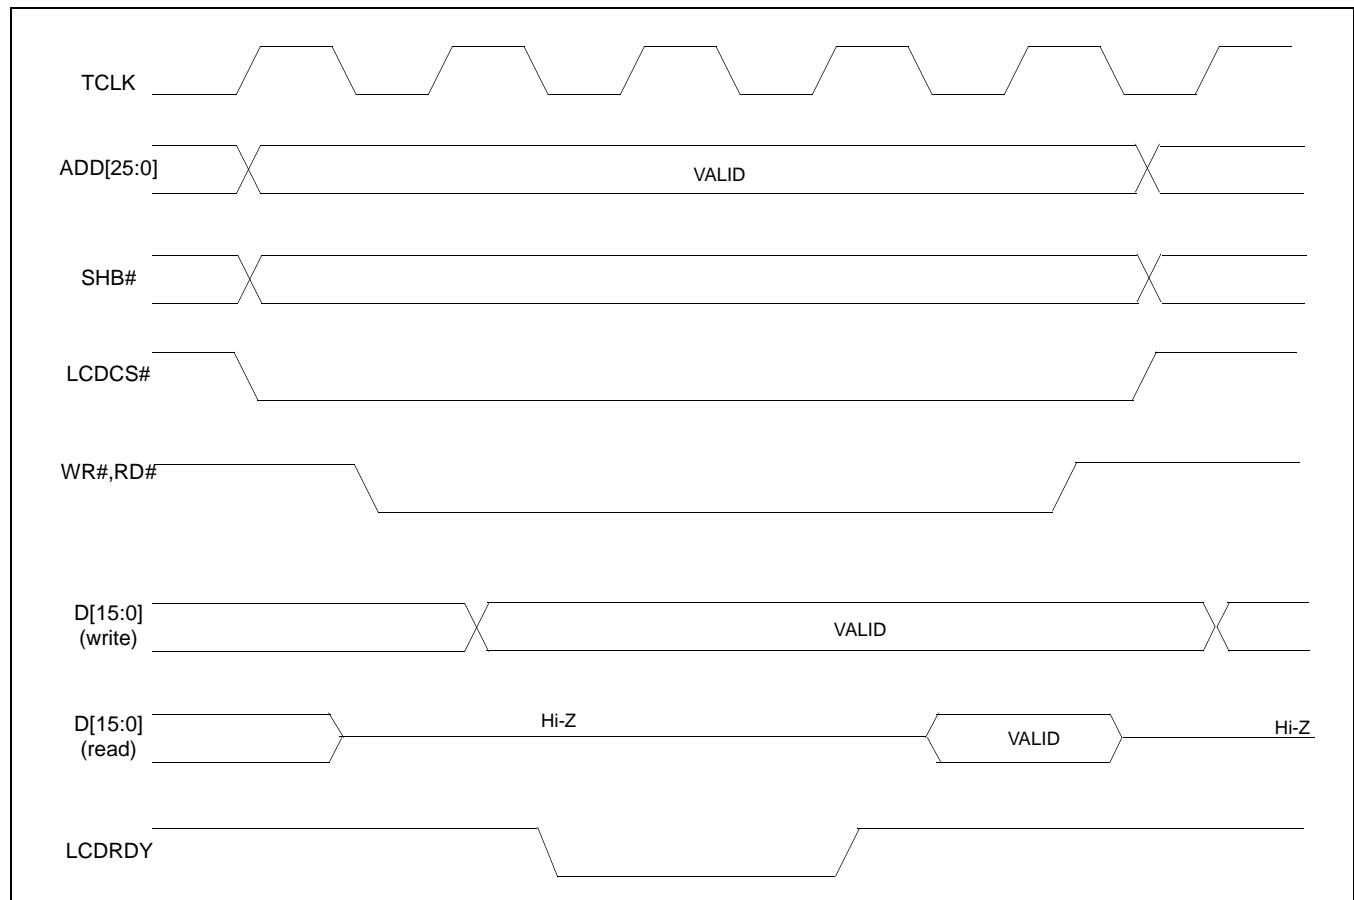 TCLK
ADD[25:0]
VALID
SHB#
LCDCS#
WR#,RD#
D[15:0]
(write)
VALID
D[15:0]
(read)
Hi-Z
VALID
Hi-Z
LCDRDY